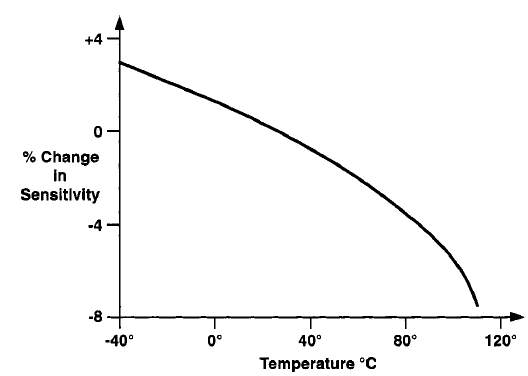 +4
0
% Change
in
Sensitivity
-4
-8
-40° 0° 40° 80° 120°
Temperature °C